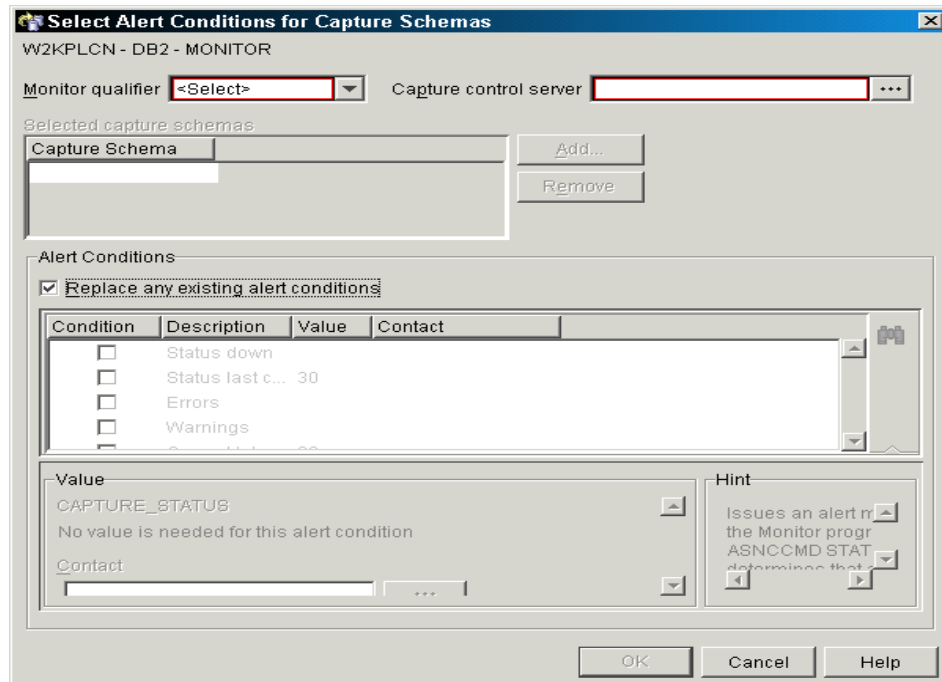 Select Alert Conditions for Capture Schemas
W2KPLCN - DB2 - MONITOR
Monitor qualifier <Select> Capture control server ...
Selected capture schemas
Capture Schema
Add...
Remove
Alert Conditions
Replace any existing alert conditions
Condition Description Value Contact
Status down
Status last c... 30
Errors
Warnings
Value
CAPTURE_STATUS
No value is needed for this alert condition
Contact
...
Hint
Issues an alert m
the Monitor progr
ASNCCMD STAT
determines that
OK Cancel Help